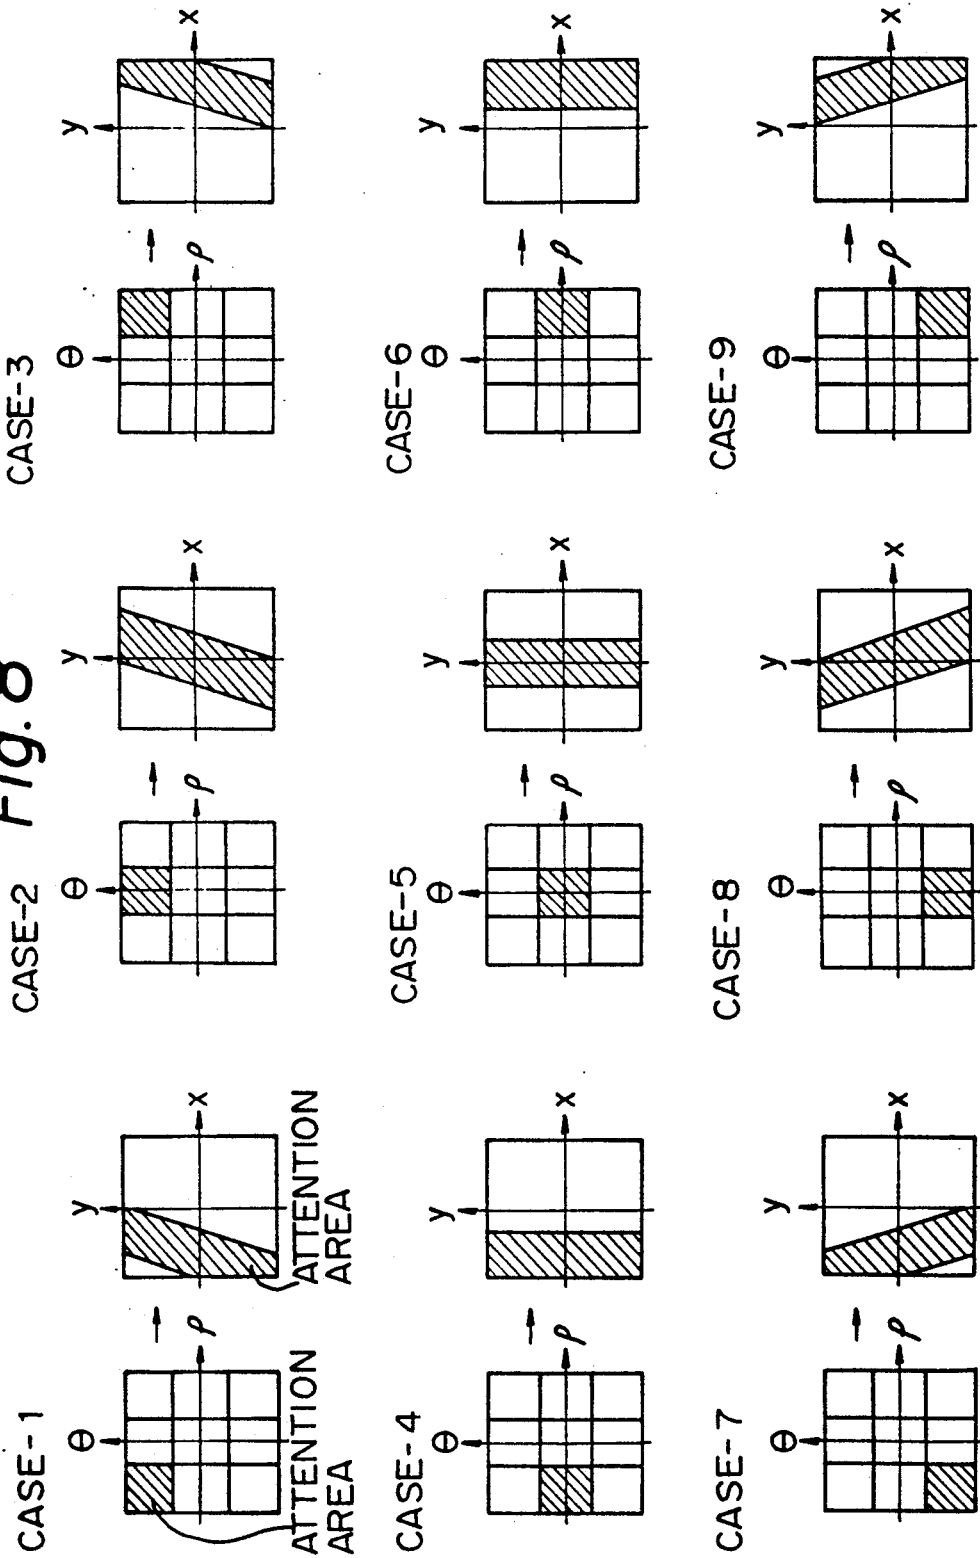 Fig. 8
CASE-1
θ
ρ
y
x
ATTENTION
AREA
ATTENTION
AREA
CASE-2
θ
ρ
y
x
CASE-3
θ
ρ
y
x
CASE-4
θ
ρ
y
x
CASE-5
θ
ρ
y
x
CASE-6
θ
ρ
y
x
CASE-7
θ
ρ
y
x
CASE-8
θ
ρ
y
x
CASE-9
θ
ρ
y
x